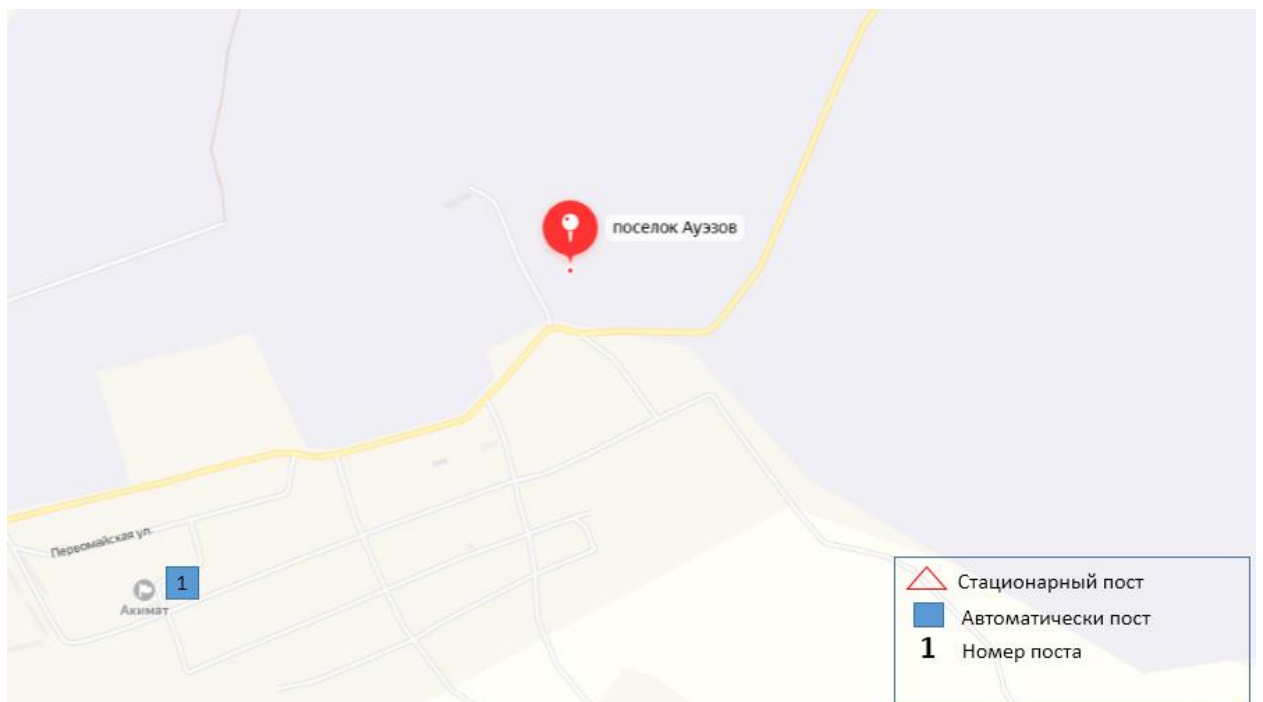 поселок Ауэзов
Первомайская ул.
1
Акимат
Стационарный пост
Автоматически пост
1 Номер поста